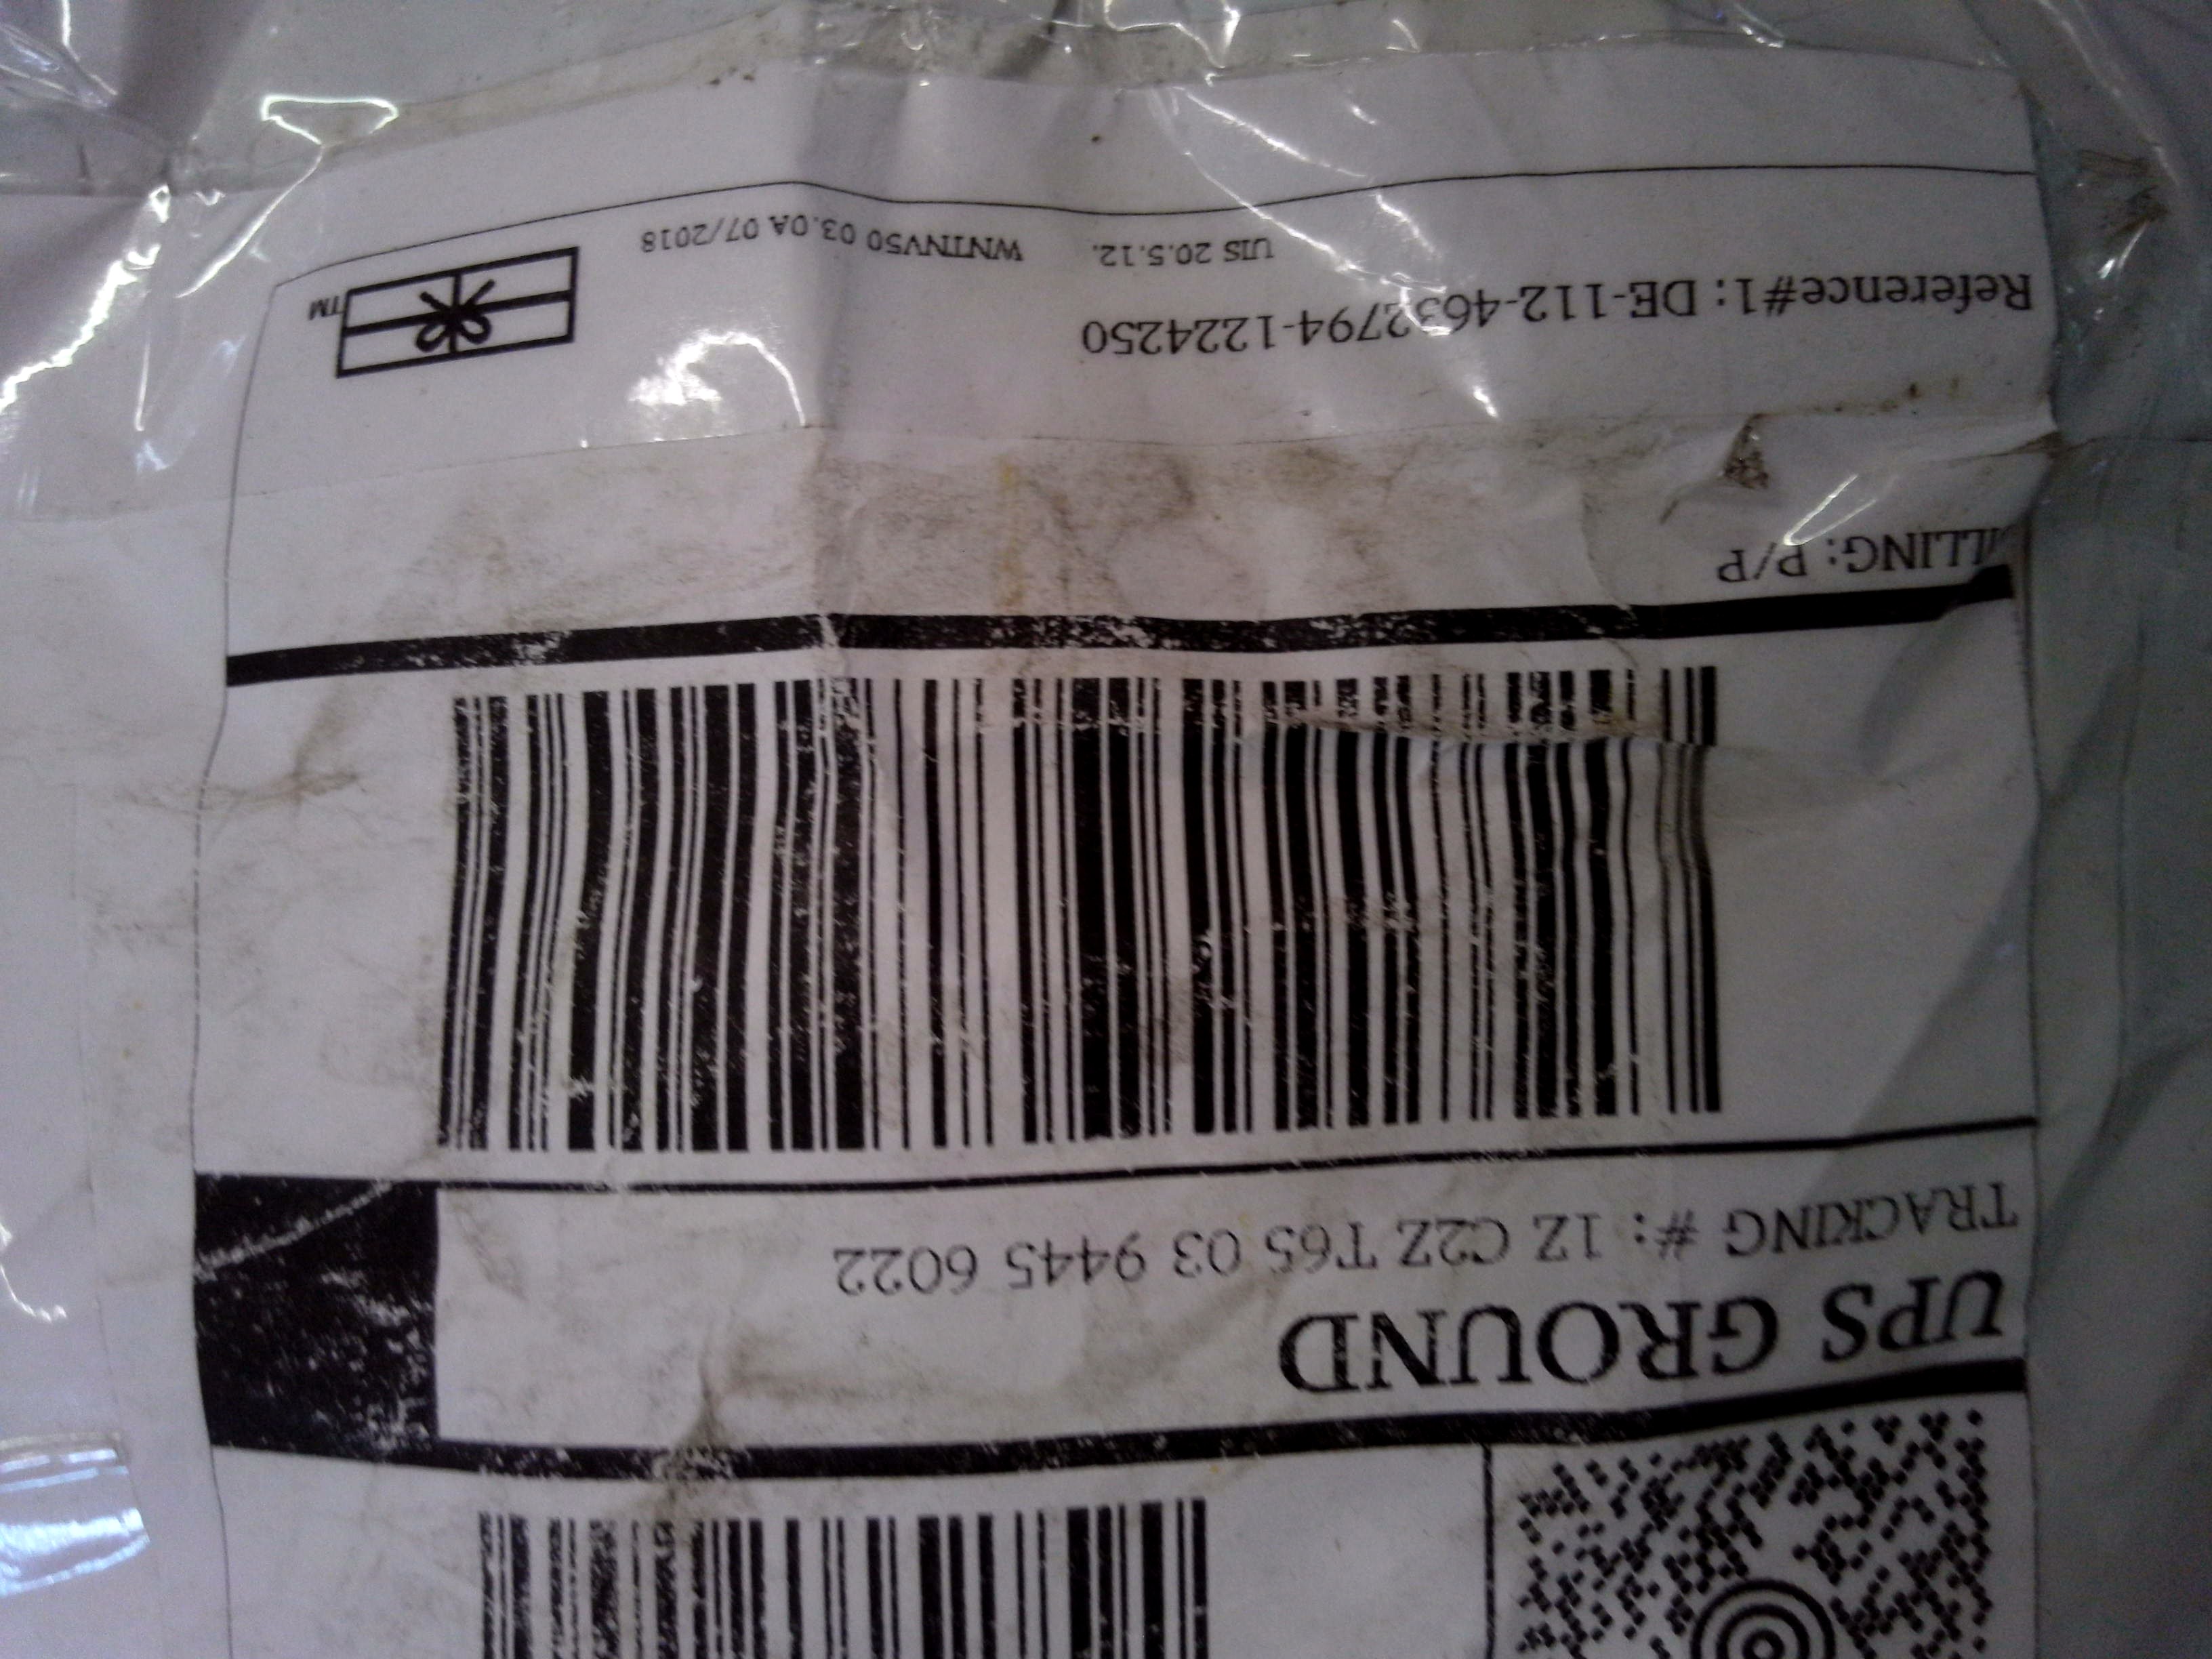 UPS GROUND
TRACKING #: 1Z C2Z T65 03 9445 6022
ILLING: P/P
Reference#1: DE-112-4632794-1224250
UIS 20.5.12. WNTNV50 03.0A 07/2018
TM